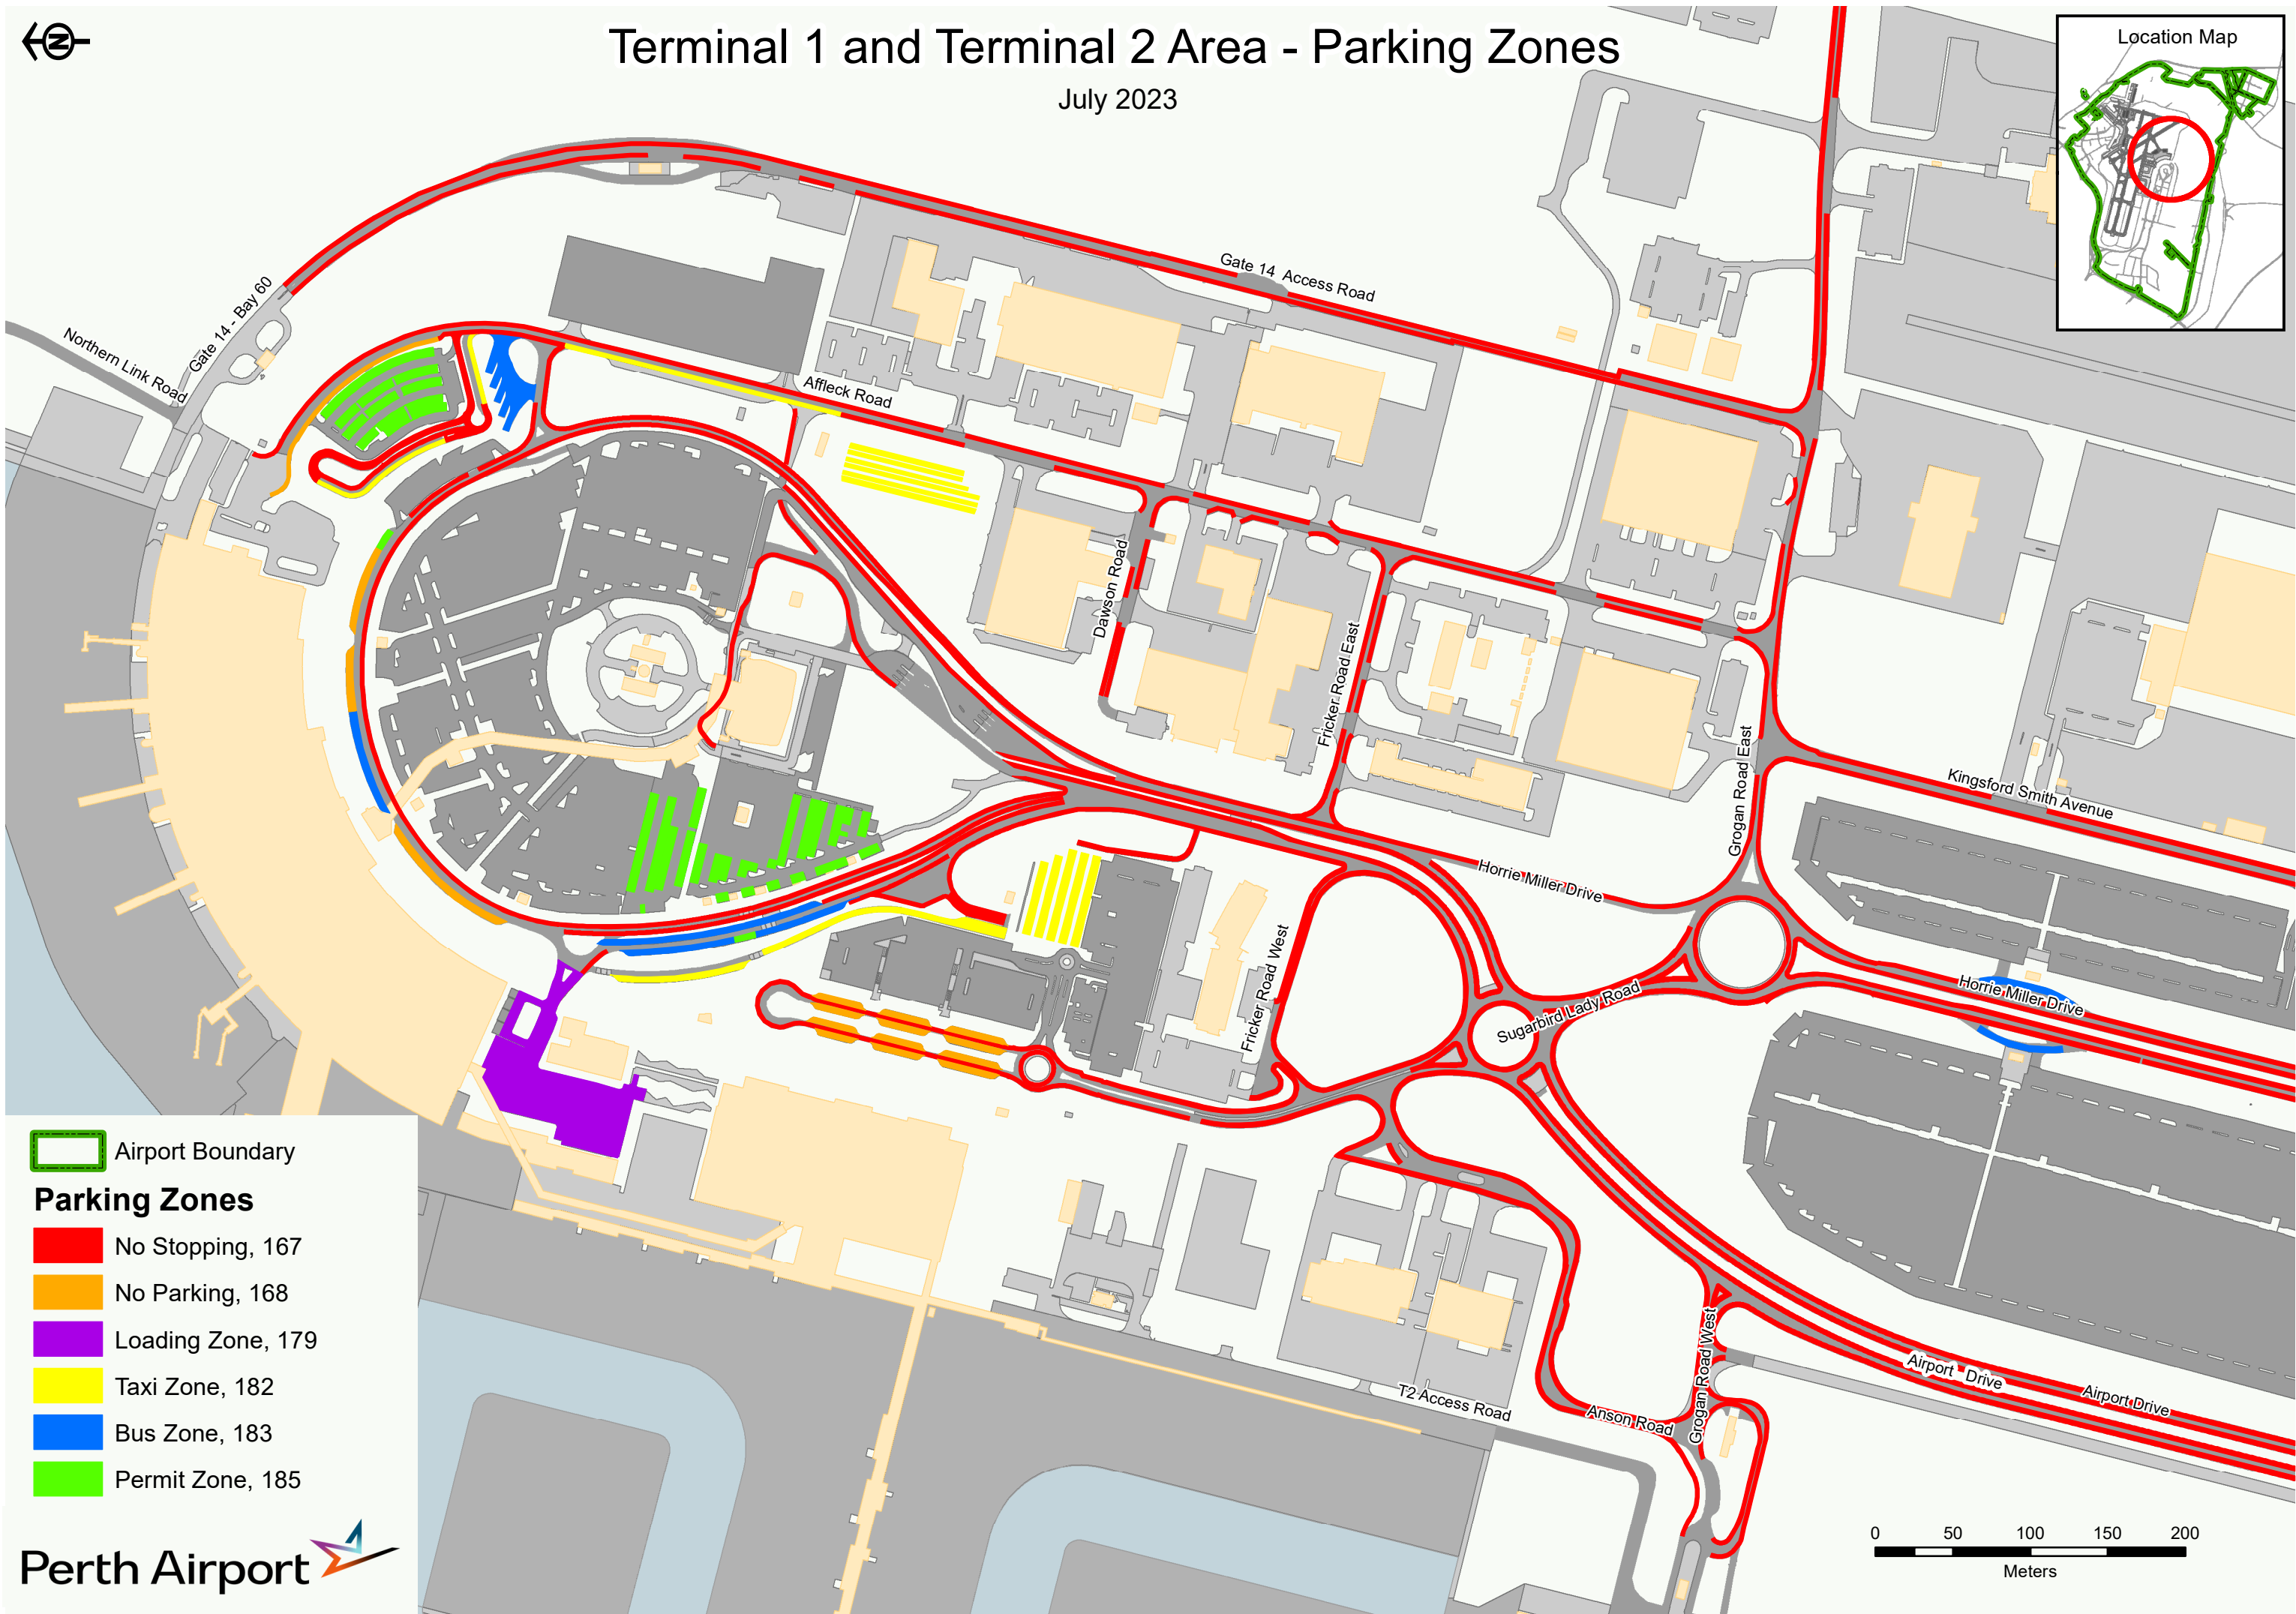 N
Terminal 1 and Terminal 2 Area - Parking Zones
July 2023
Location Map
Gate 14 Access Road
Gate 14 - Bay 60
Northern Link Road
Affleck Road
Dawson Road
Fricker Road East
Grogan Road East
Kingsford Smith Avenue
Horrie Miller Drive
Fricker Road West
Sugarbird Lady Road
Horrie Miller Drive
Airport Drive
Airport Drive
Grogan Road West
T2 Access Road
Anson Road
Airport Boundary
Parking Zones
No Stopping, 167
No Parking, 168
Loading Zone, 179
Taxi Zone, 182
Bus Zone, 183
Permit Zone, 185
Perth Airport
0 50 100 150 200
Meters